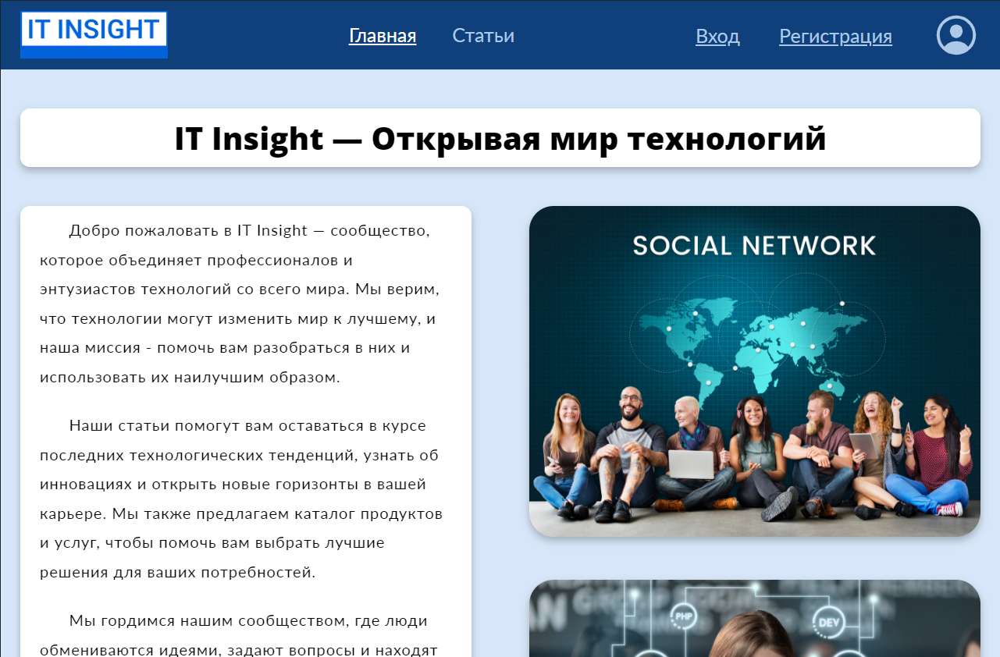 IT INSIGHT
Главная
Статьи
Вход
Регистрация
IT Insight — Открывая мир технологий
Добро пожаловать в IT Insight — сообщество,
которое объединяет профессионалов и
энтузиастов технологий со всего мира. Мы верим,
что технологии могут изменить мир к лучшему, и
наша миссия - помочь вам разобраться в них и
использовать их наилучшим образом.
Наши статьи помогут вам оставаться в курсе
последних технологических тенденций, узнать об
инновациях и открыть новые горизонты в вашей
карьере. Мы также предлагаем каталог продуктов
и услуг, чтобы помочь вам выбрать лучшие
решения для ваших потребностей.
Мы гордимся нашим сообществом, где люди
обмениваются идеями, задают вопросы и находят
SOCIAL NETWORK
PHP
DEV